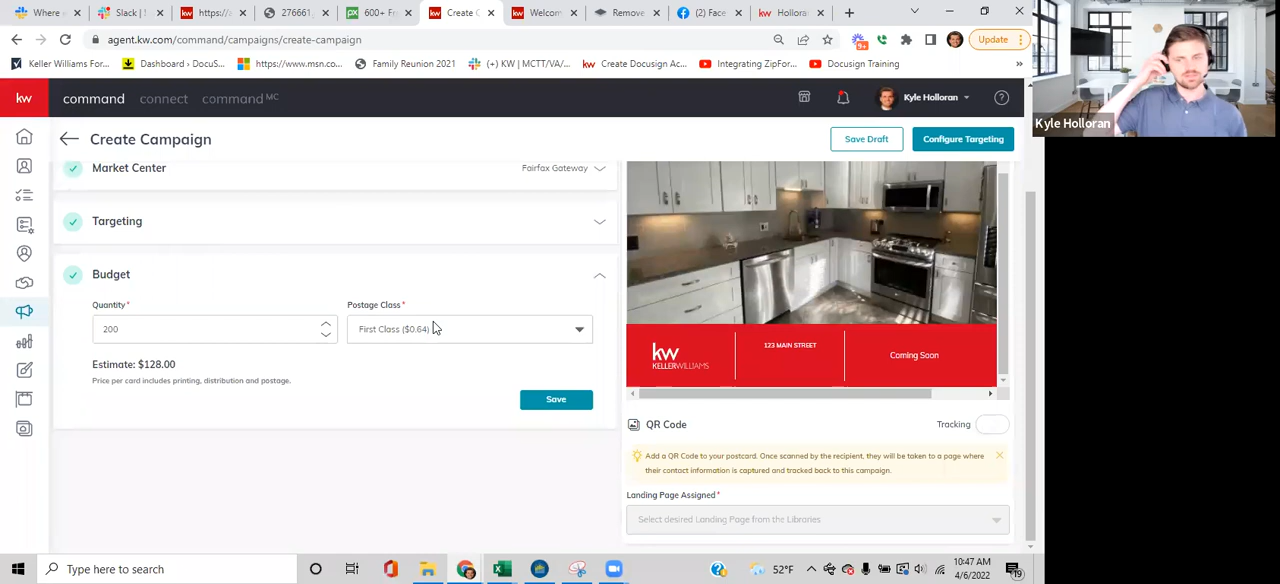 Where e
Slack |
https://
276661
600+ Fr
Create C
Welcom
Remove
(2) Face
Hollora
agent.kw.com/command/campaigns/create-campaign
9+
Update
Keller Williams For...
Dashboard › DocuS...
https://www.msn.co...
Family Reunion 2021
(+) KW | MCTT/VA/...
Create Docusign Ac...
Integrating ZipFor...
Docusign Training
»
kw
command
connect
command MC
Kyle Holloran
Kyle Holloran
Create Campaign
Save Draft
Configure Targeting
Market Center
Fairfax Gateway
Targeting
Budget
Quantity*
Postage Class*
200
First Class ($0.64)
Estimate: $128.00
Price per card includes printing, distribution and postage.
Save
kw
KELLERWILLIAMS
123 MAIN STREET
Coming Soon
QR Code
Tracking
Add a QR Code to your postcard. Once scanned by the recipient, they will be taken to a page where
their contact information is captured and tracked back to this campaign.
Landing Page Assigned*
Select desired Landing Page from the Libraries
Type here to search
52°F
10:47 AM
4/6/2022
19